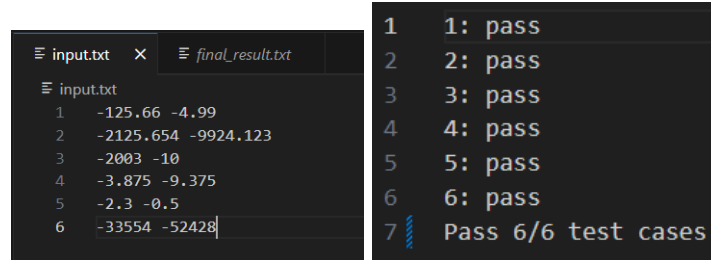 input.txt × final_result.txt
input.txt
1 -125.66 -4.99
2 -2125.654 -9924.123
3 -2003 -10
4 -3.875 -9.375
5 -2.3 -0.5
6 -33554 -52428
1 1: pass
2 2: pass
3 3: pass
4 4: pass
5 5: pass
6 6: pass
7 Pass 6/6 test cases